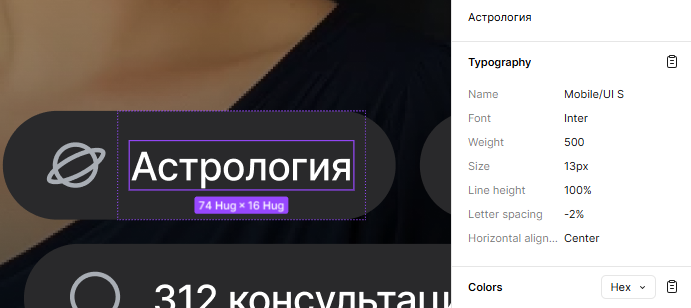 Астрология
74 Hug × 16 Hug
312 консультаци
Астрология
Typography
Name Mobile/UI S
Font Inter
Weight 500
Size 13px
Line height 100%
Letter spacing -2%
Horizontal align... Center
Colors Hex